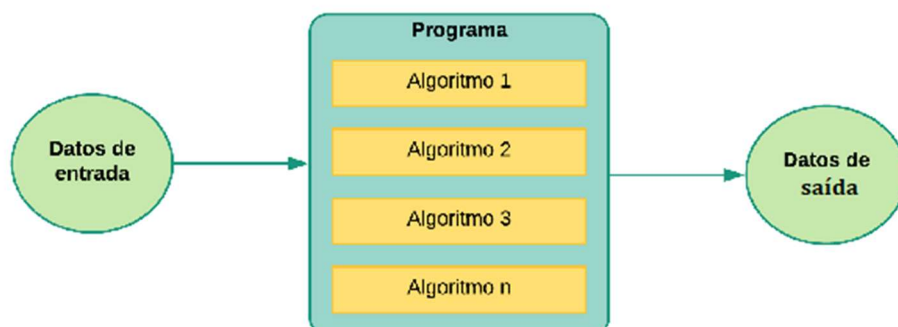 Programa
Algoritmo 1
Algoritmo 2
Algoritmo 3
Algoritmo n
Datos de
entrada
Datos de
saída